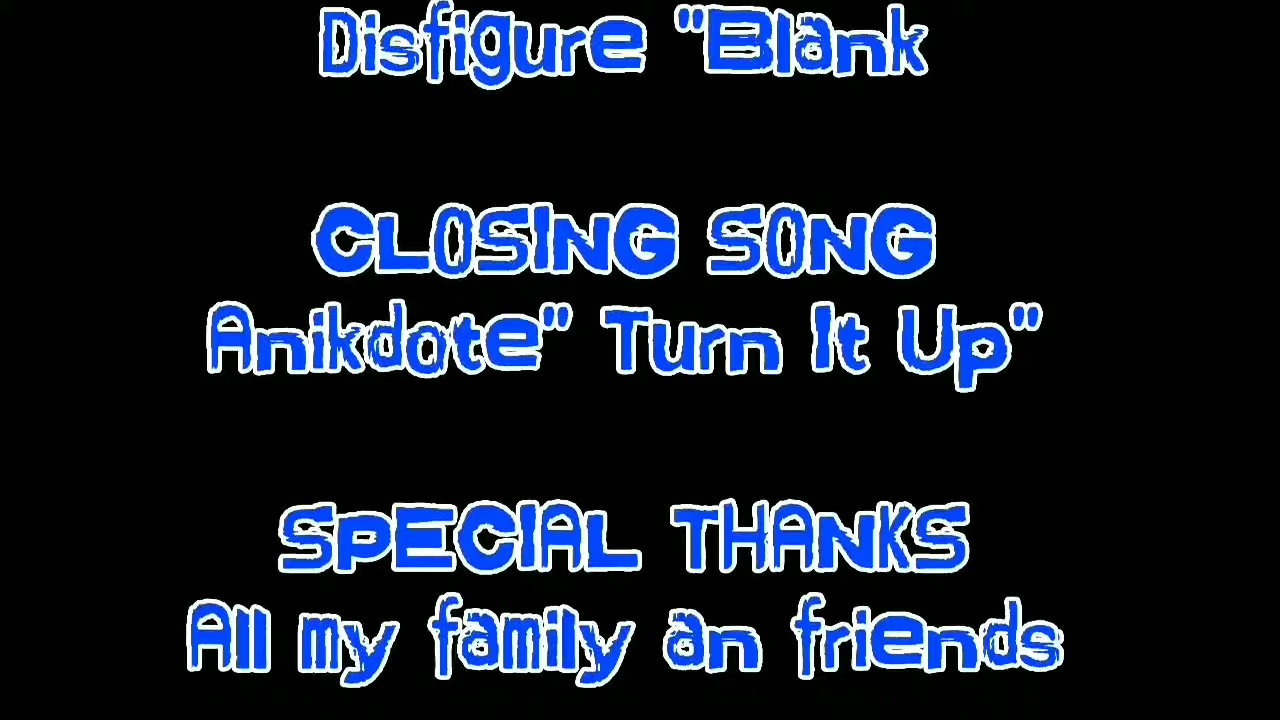 Disfigure "Blank
CLOSING SONG
Anikdote" Turn It Up"
SPECIAL THANKS
All my family an friends